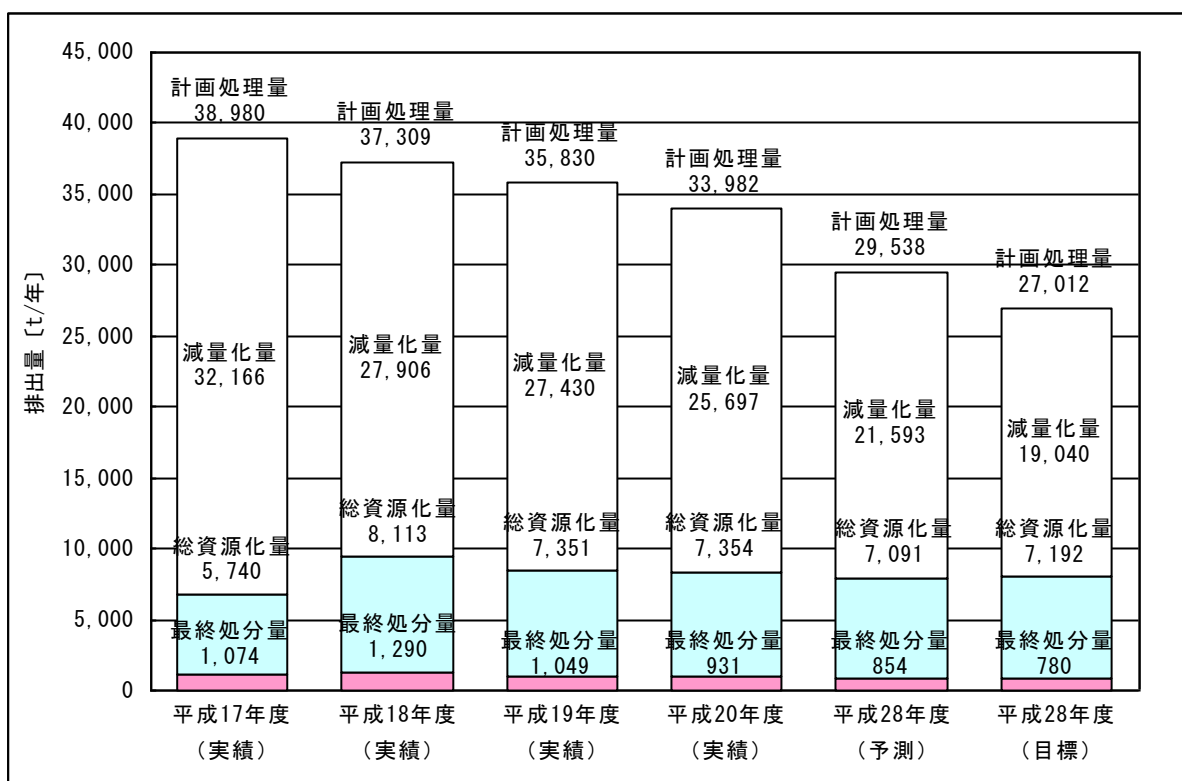 排出量 [t/年]
45,000
40,000
35,000
30,000
25,000
20,000
15,000
10,000
5,000
0
計画処理量
38,980
減量化量
32,166
総資源化量
5,740
最終処分量
1,074
平成17年度
(実績)
計画処理量
37,309
減量化量
27,906
総資源化量
8,113
最終処分量
1,290
平成18年度
(実績)
計画処理量
35,830
減量化量
27,430
総資源化量
7,351
最終処分量
1,049
平成19年度
(実績)
計画処理量
33,982
減量化量
25,697
総資源化量
7,354
最終処分量
931
平成20年度
(実績)
計画処理量
29,538
減量化量
21,593
総資源化量
7,091
最終処分量
854
平成28年度
(予測)
計画処理量
27,012
減量化量
19,040
総資源化量
7,192
最終処分量
780
平成28年度
(目標)